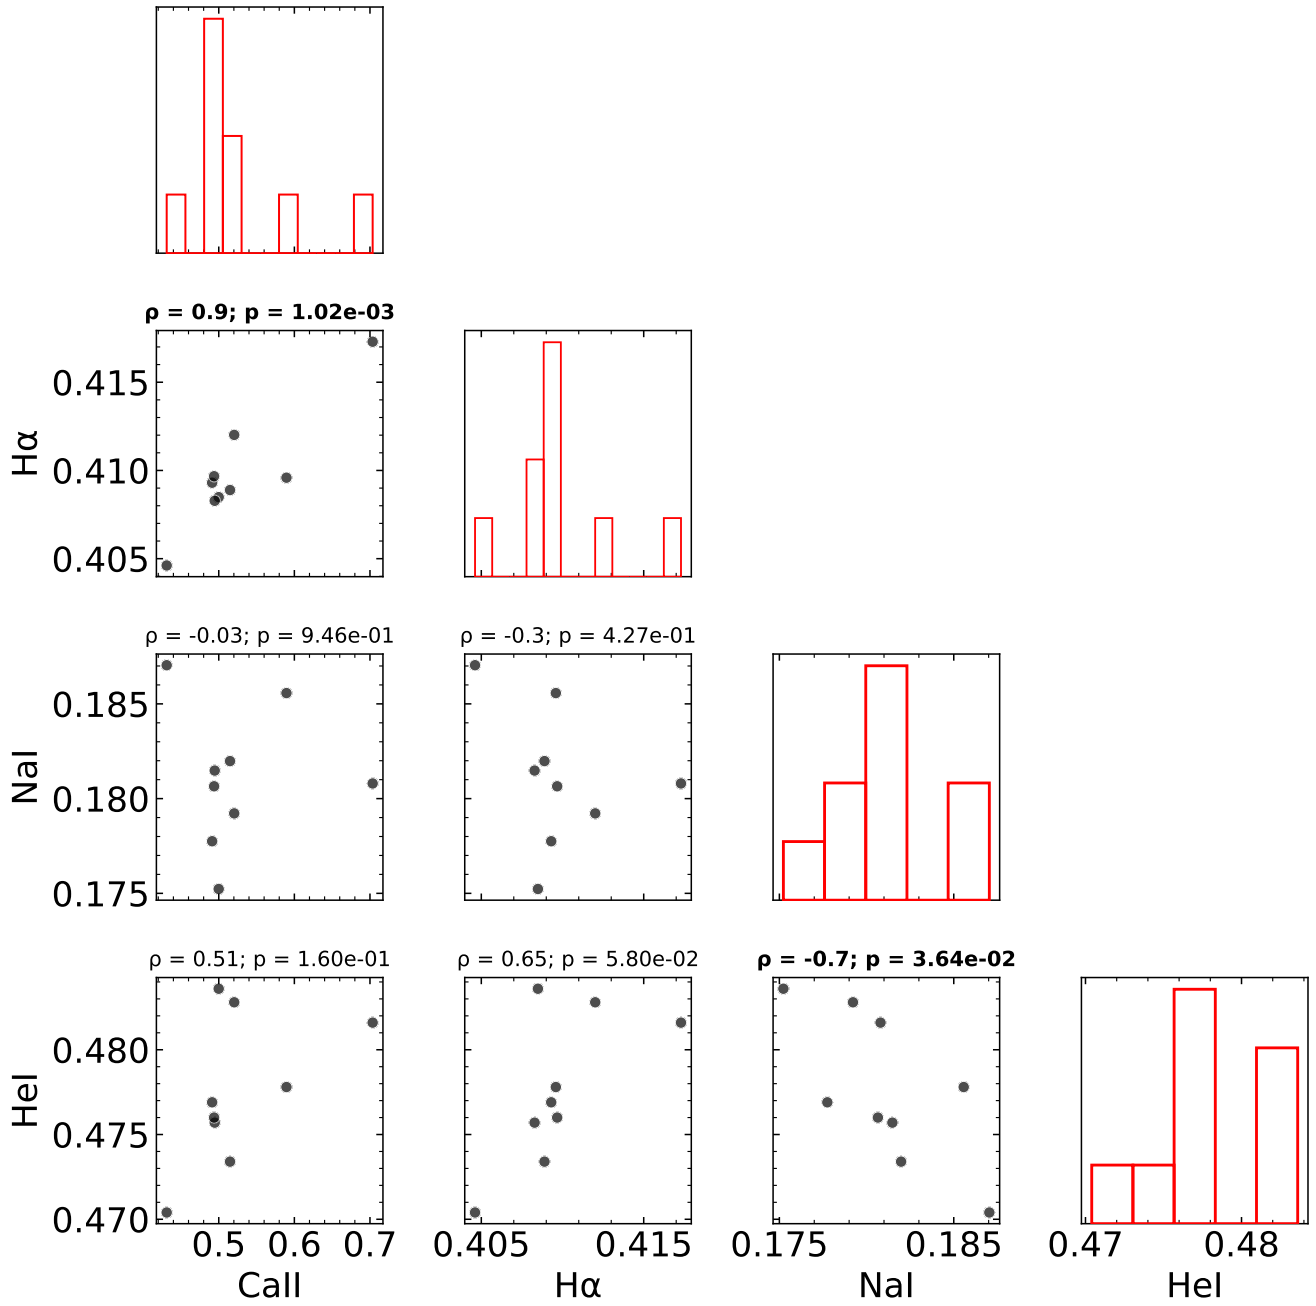 ρ = 0.9; p = 1.02e-03
Hα
0.415
0.410
0.405
ρ = -0.03; p = 9.46e-01
ρ = -0.3; p = 4.27e-01
NaI
0.185
0.180
0.175
ρ = 0.51; p = 1.60e-01
ρ = 0.65; p = 5.80e-02
ρ = -0.7; p = 3.64e-02
HeI
0.480
0.475
0.470
0.5 0.6 0.7
0.405 0.415
0.175 0.185
0.47 0.48
CaII
Hα
NaI
HeI